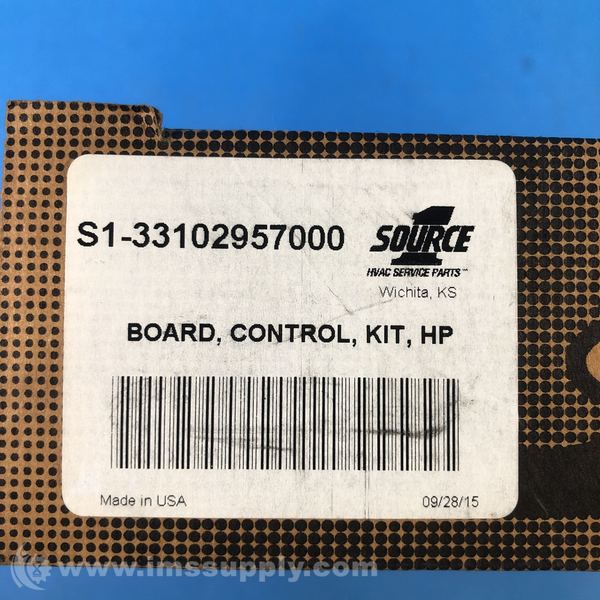 S1-33102957000
SOURCE 1
HVAC SERVICE PARTS™
Wichita, KS
BOARD, CONTROL, KIT, HP
Made in USA
09/28/15
© www.imssupply.com